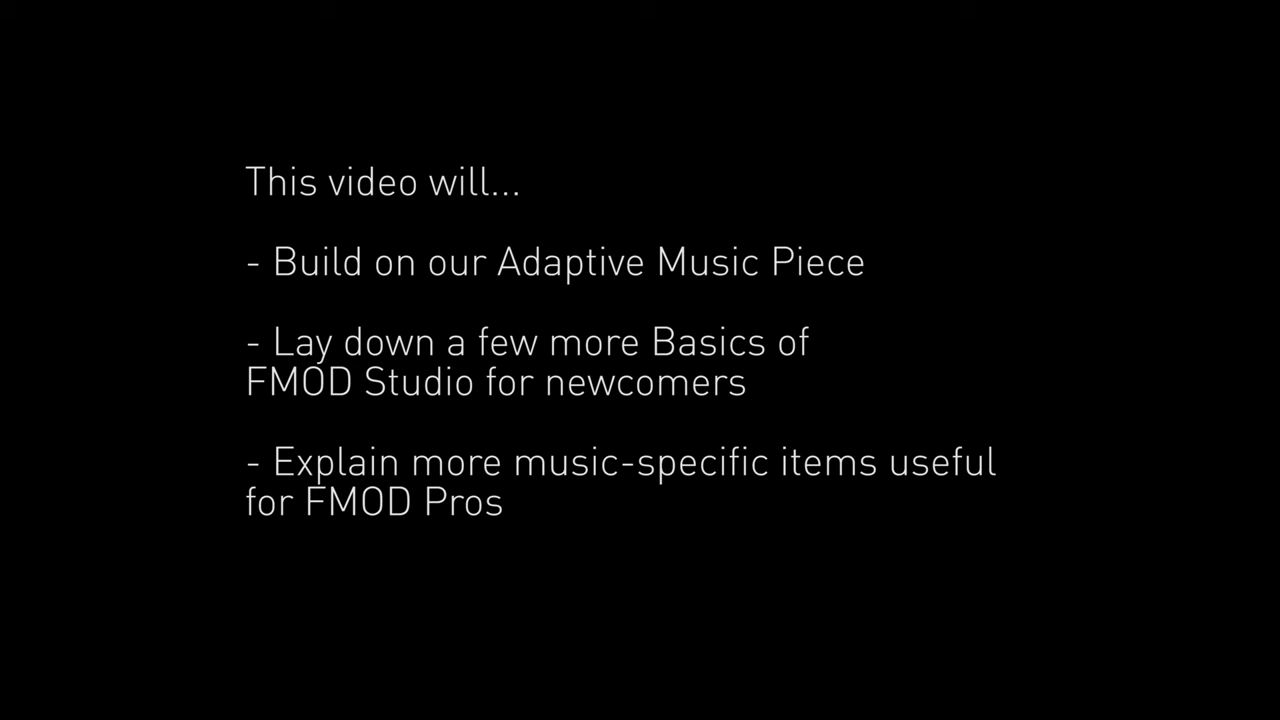 This video will...
- Build on our Adaptive Music Piece
- Lay down a few more Basics of
FMOD Studio for newcomers
- Explain more music-specific items useful
for FMOD Pros